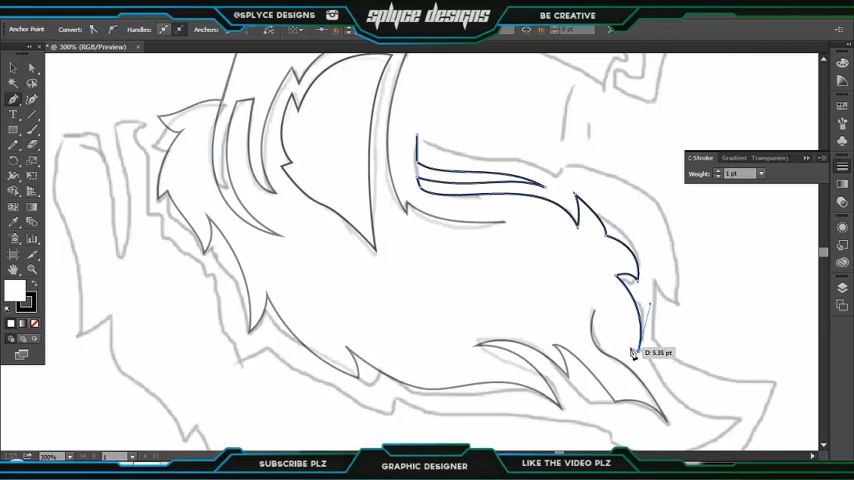 @SPLYCE DESIGNS
SPLYCE DESIGNS
BE CREATIVE
Anchor Point
Convert:
Handles:
Anchors:
* @ 300% (RGB/Preview) ×
Stroke
Gradient
Transparency
Weight:
1 pt
D: 5.35 pt
300%
1
SUBSCRIBE PLZ
GRAPHIC DESIGNER
LIKE THE VIDEO PLZ